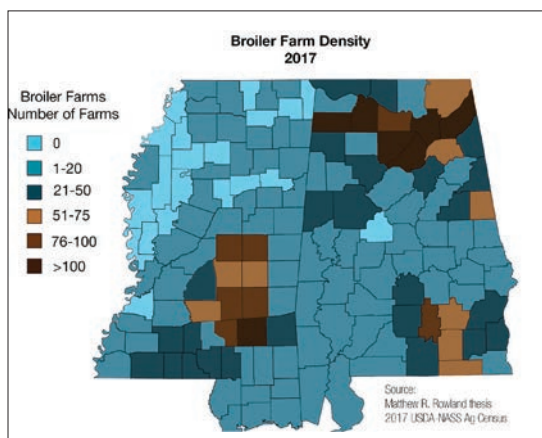 Broiler Farm Density
2017
Broiler Farms
Number of Farms
0
1-20
21-50
51-75
76-100
>100
Source:
Matthew R. Rowland thesis
2017 USDA-NASS Ag Census